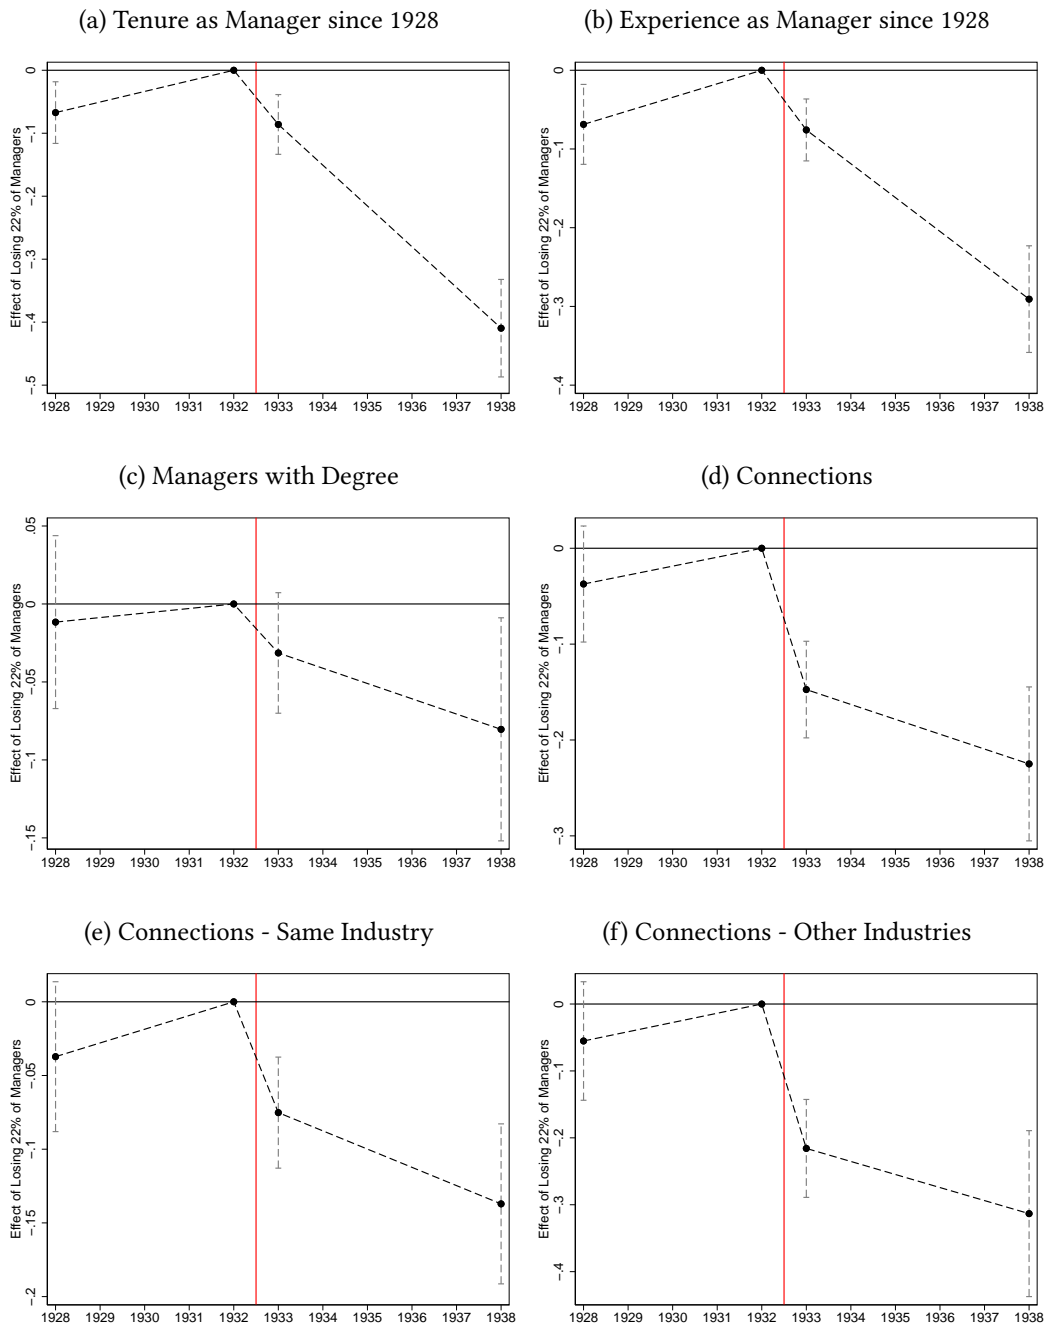 (a) Tenure as Manager since 1928
Effect of Losing 22% of Managers
0
-.1
-.2
-.3
-.4
-.5
1928 1929 1930 1931 1932 1933 1934 1935 1936 1937 1938
(b) Experience as Manager since 1928
Effect of Losing 22% of Managers
0
-.1
-.2
-.3
-.4
1928 1929 1930 1931 1932 1933 1934 1935 1936 1937 1938
(c) Managers with Degree
Effect of Losing 22% of Managers
.05
0
-.05
-.1
-.15
1928 1929 1930 1931 1932 1933 1934 1935 1936 1937 1938
(d) Connections
Effect of Losing 22% of Managers
0
-.1
-.2
-.3
1928 1929 1930 1931 1932 1933 1934 1935 1936 1937 1938
(e) Connections - Same Industry
Effect of Losing 22% of Managers
0
-.05
-.1
-.15
-.2
1928 1929 1930 1931 1932 1933 1934 1935 1936 1937 1938
(f) Connections - Other Industries
Effect of Losing 22% of Managers
0
-.1
-.2
-.3
-.4
1928 1929 1930 1931 1932 1933 1934 1935 1936 1937 1938